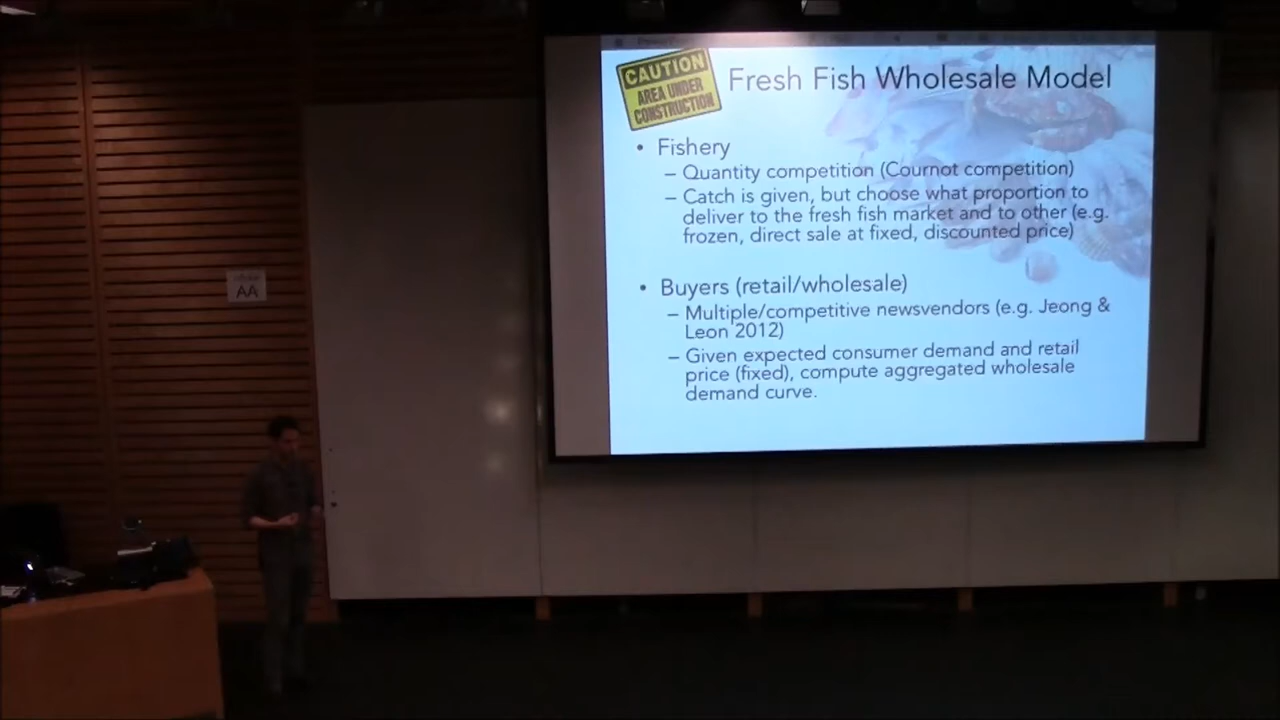 CAUTION
AREA UNDER
CONSTRUCTION
Fresh Fish Wholesale Model
• Fishery
– Quantity competition (Cournot competition)
– Catch is given, but choose what proportion to
deliver to the fresh fish market and to other (e.g.
frozen, direct sale at fixed, discounted price)
• Buyers (retail/wholesale)
– Multiple/competitive newsvendors (e.g. Jeong &
Leon 2012)
– Given expected consumer demand and retail
price (fixed), compute aggregated wholesale
demand curve.
AA